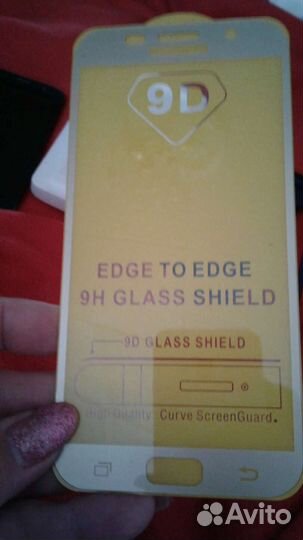 9D
EDGE TO EDGE
9H GLASS SHIELD
9D GLASS SHIELD
High Quality Curve ScreenGuard.
Avito